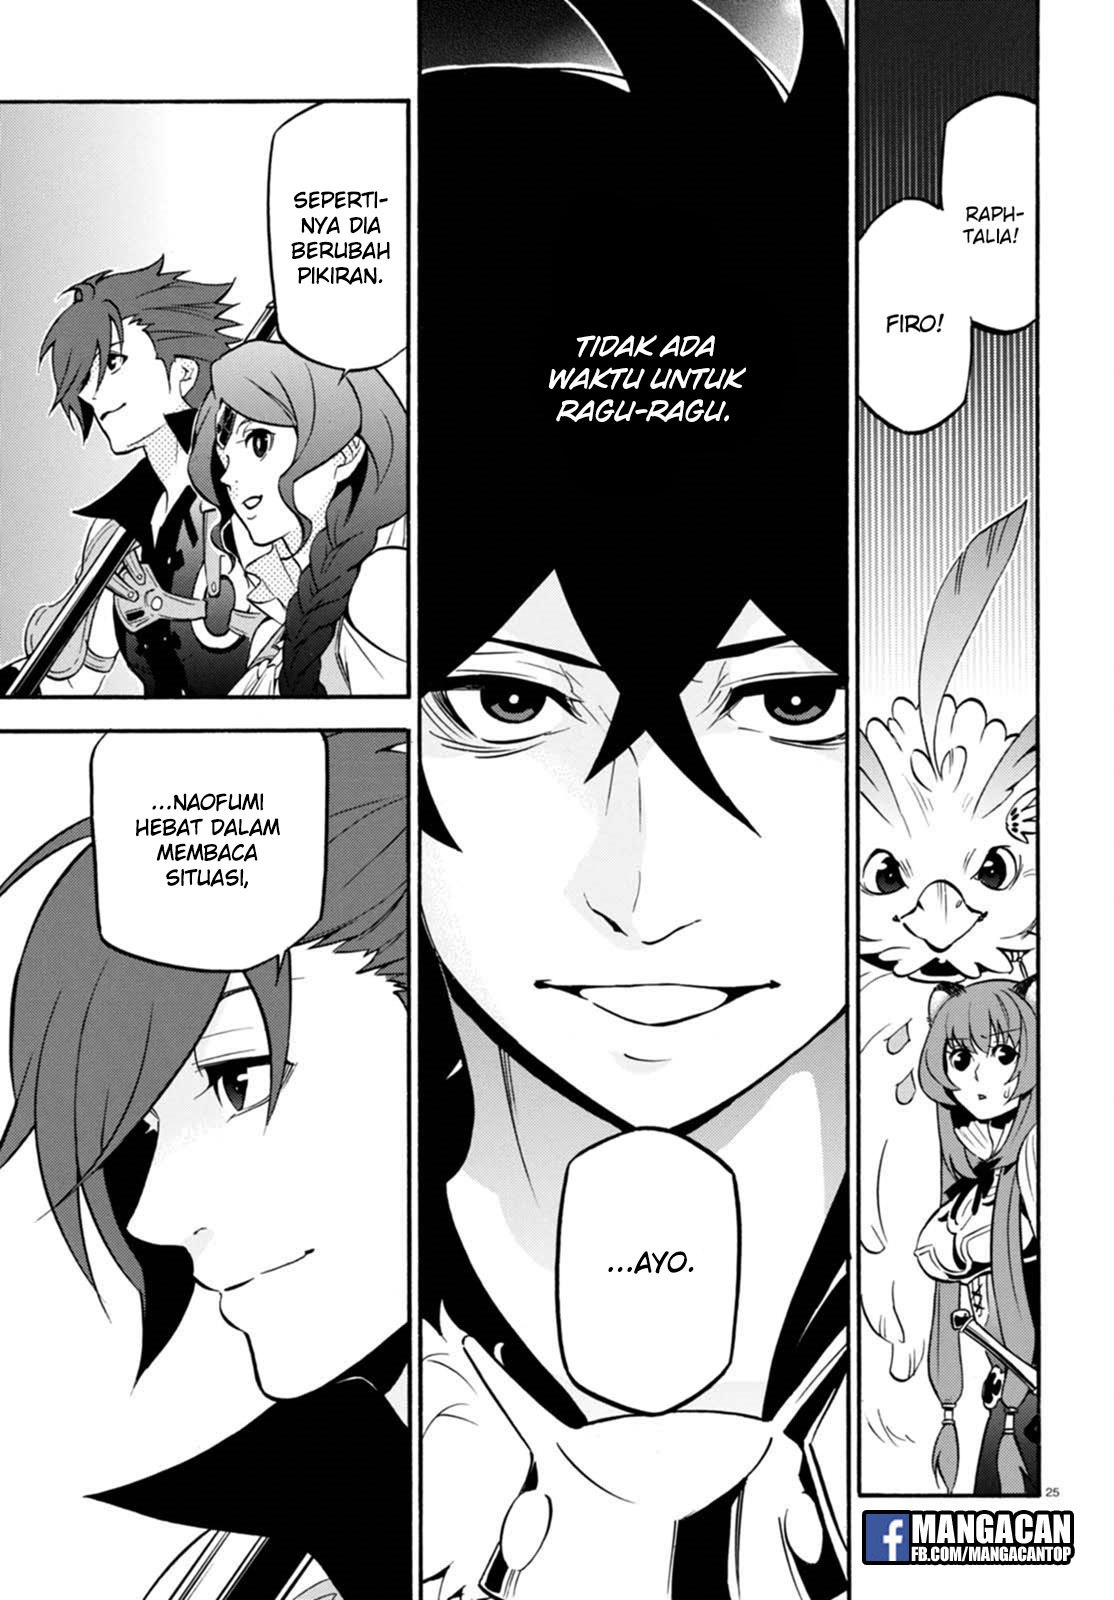 RAPH-
TALIA!
FIRO!
TIDAK ADA
WAKTU UNTUK
RAGU-RAGU.
...AYO.
SEPERTI-
NYA DIA
BERUBAH
PIKIRAN.
...NAOFUMI
HEBAT DALAM
MEMBACA
SITUASI,
25
f MANGACAN
FB.COM/MANGACANTOP